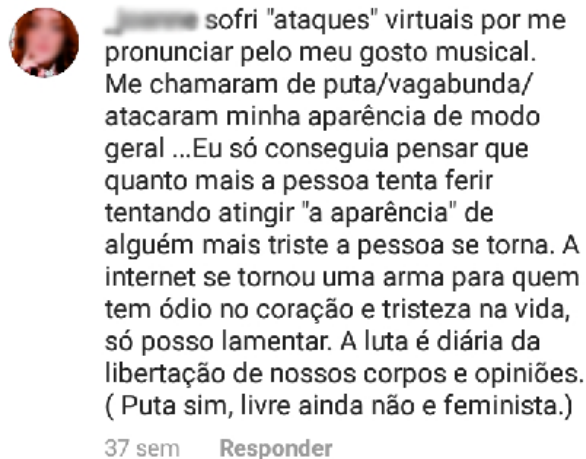 sofri "ataques" virtuais por me
pronunciar pelo meu gosto musical.
Me chamaram de puta/vagabunda/
atacaram minha aparência de modo
geral ...Eu só conseguia pensar que
quanto mais a pessoa tenta ferir
tentando atingir "a aparência" de
alguém mais triste a pessoa se torna. A
internet se tornou uma arma para quem
tem ódio no coração e tristeza na vida,
só posso lamentar. A luta é diária da
libertação de nossos corpos e opiniões.
( Puta sim, livre ainda não e feminista.)
37 sem Responder